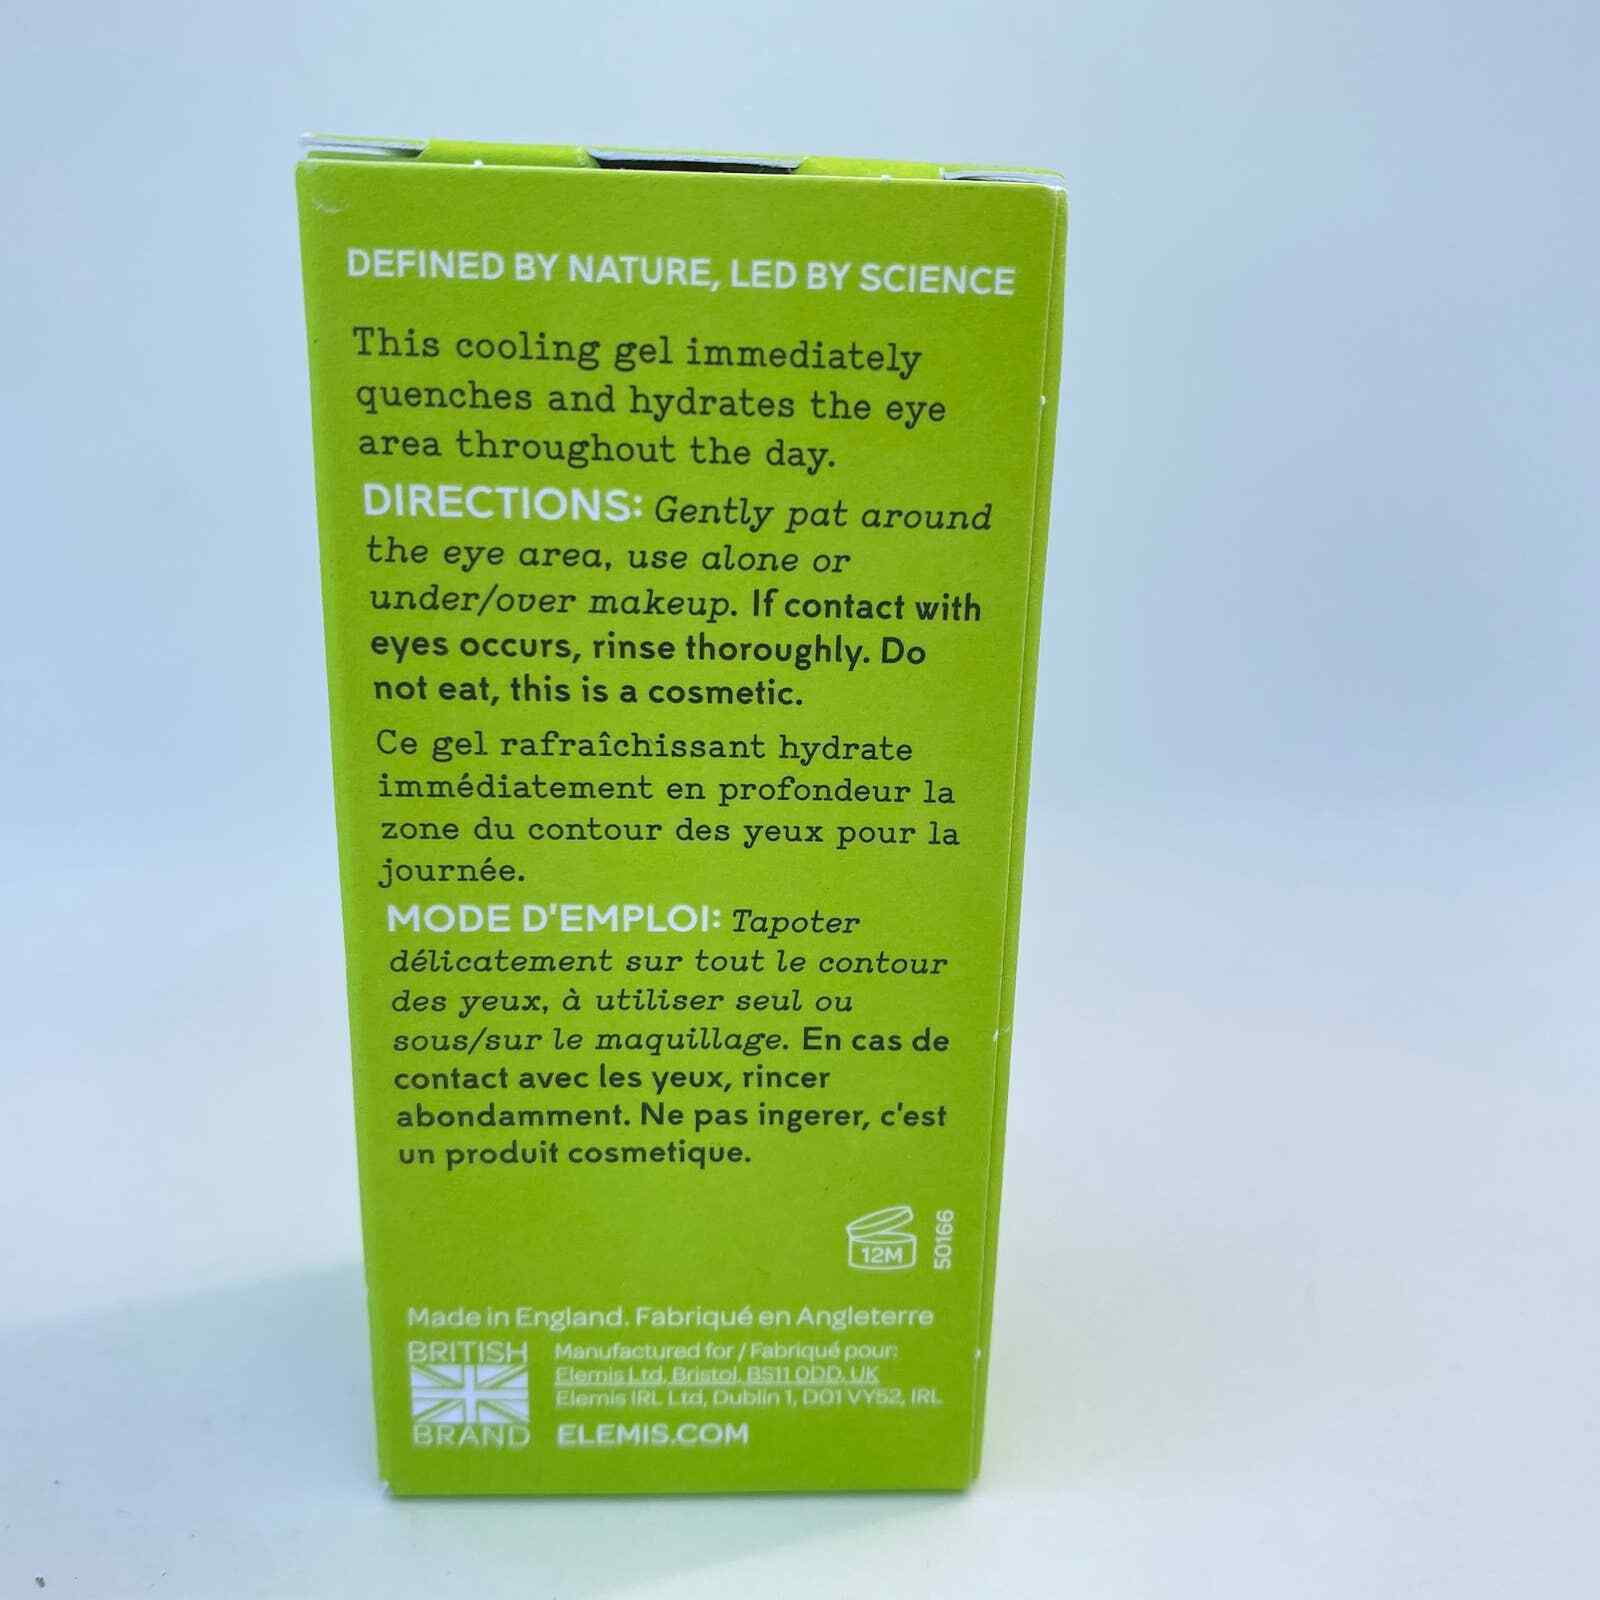 DEFINED BY NATURE, LED BY SCIENCE
This cooling gel immediately
quenches and hydrates the eye
area throughout the day.
DIRECTIONS: Gently pat around
the eye area, use alone or
under/over makeup. If contact with
eyes occurs, rinse thoroughly. Do
not eat, this is a cosmetic.
Ce gel rafraîchissant hydrate
immédiatement en profondeur la
zone du contour des yeux pour la
journée.
MODE D'EMPLOI: Tapoter
délicatement sur tout le contour
des yeux, à utiliser seul ou
sous/sur le maquillage. En cas de
contact avec les yeux, rincer
abondamment. Ne pas ingerer, c'est
un produit cosmetique.
12M
50166
Made in England. Fabriqué en Angleterre
BRITISH
BRAND
Manufactured for / Fabriqué pour:
Elemis Ltd, Bristol, BS11 0DD, UK
Elemis IRL Ltd, Dublin 1, D01 VY52, IRL
ELEMIS.COM